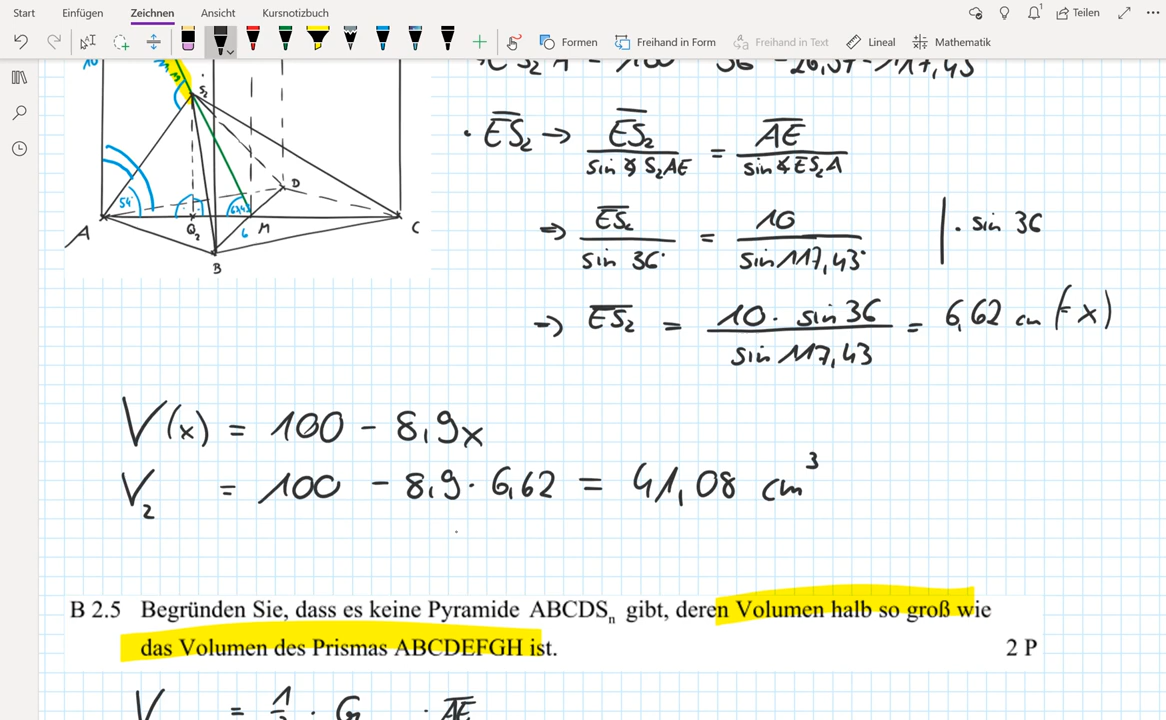 Start Einfügen Zeichnen Ansicht Kursnotizbuch
Teilen
Formen Freihand in Form Freihand in Text Lineal Mathematik
10
S₂
54°
A Q₂ 6 M D C
B
. ES₂ → ES₂ / sin ∢ S₂AE = AE / sin ∢ ES₂A
=> ES₂ / sin 36° = 10 / sin 117,43° | · sin 36
=> ES₂ = 10 · sin 36 / sin 117,43 = 6,62 cm (= x)
V(x) = 100 - 8,9x
V₂ = 100 - 8,9 · 6,62 = 41,08 cm³
B 2.5 Begründen Sie, dass es keine Pyramide ABCDSₙ gibt, deren Volumen halb so groß wie
das Volumen des Prismas ABCDEFGH ist. 2 P
V = 1 · G · AE